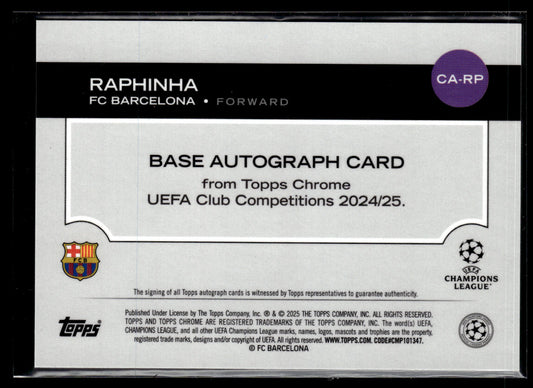 RAPHINHA
FC BARCELONA • FORWARD
CA-RP
BASE AUTOGRAPH CARD
from Topps Chrome
UEFA Club Competitions 2024/25.
FCB
UEFA
CHAMPIONS
LEAGUE
The signing of all Topps autograph cards is witnessed by Topps representatives to guarantee authenticity.
topps
Published Under License by The Topps Company, Inc. ® & © 2025 THE TOPPS COMPANY, INC. ALL RIGHTS RESERVED.
TOPPS AND TOPPS CHROME ARE REGISTERED TRADEMARKS OF THE TOPPS COMPANY, INC. The word(s) UEFA,
CHAMPIONS LEAGUE, and all other UEFA Champions League marks, names, logos, mascots and trophies are the property,
registered trade marks, designs and/or copyright of UEFA. All rights reserved. WWW.TOPPS.COM. CODE#CMP101347.
© FC BARCELONA